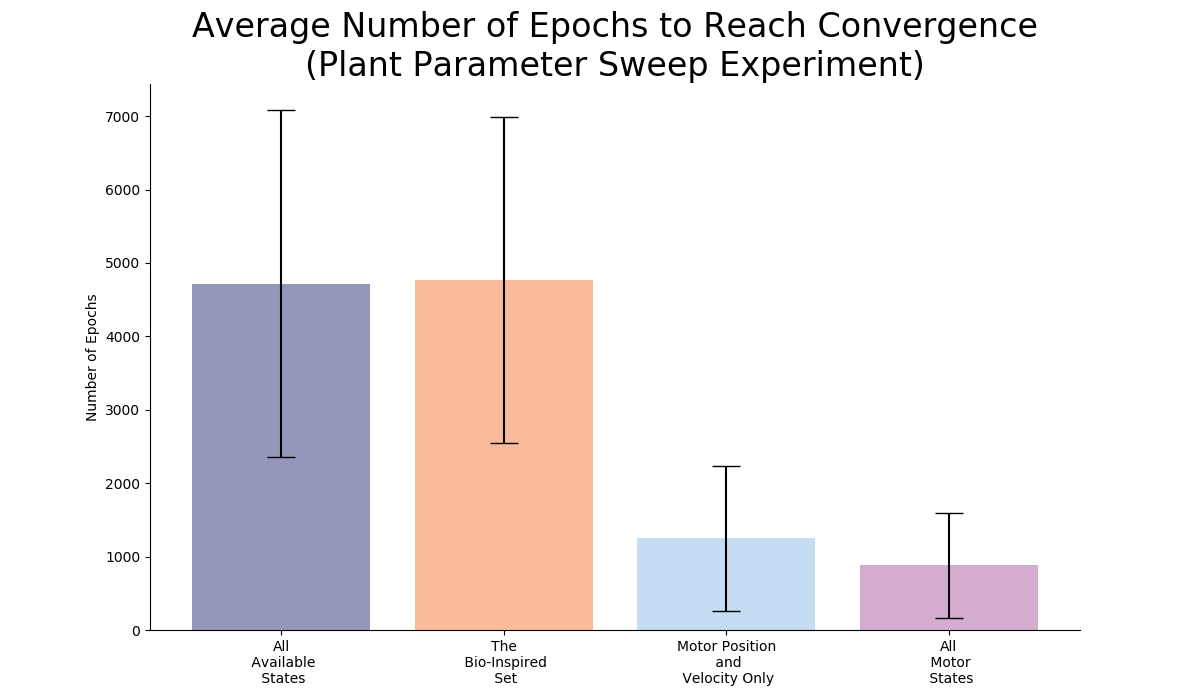 Average Number of Epochs to Reach Convergence
(Plant Parameter Sweep Experiment)
7000
6000
5000
4000
3000
2000
1000
0
Number of Epochs
All
Available
States
The
Bio-Inspired
Set
Motor Position
and
Velocity Only
All
Motor
States